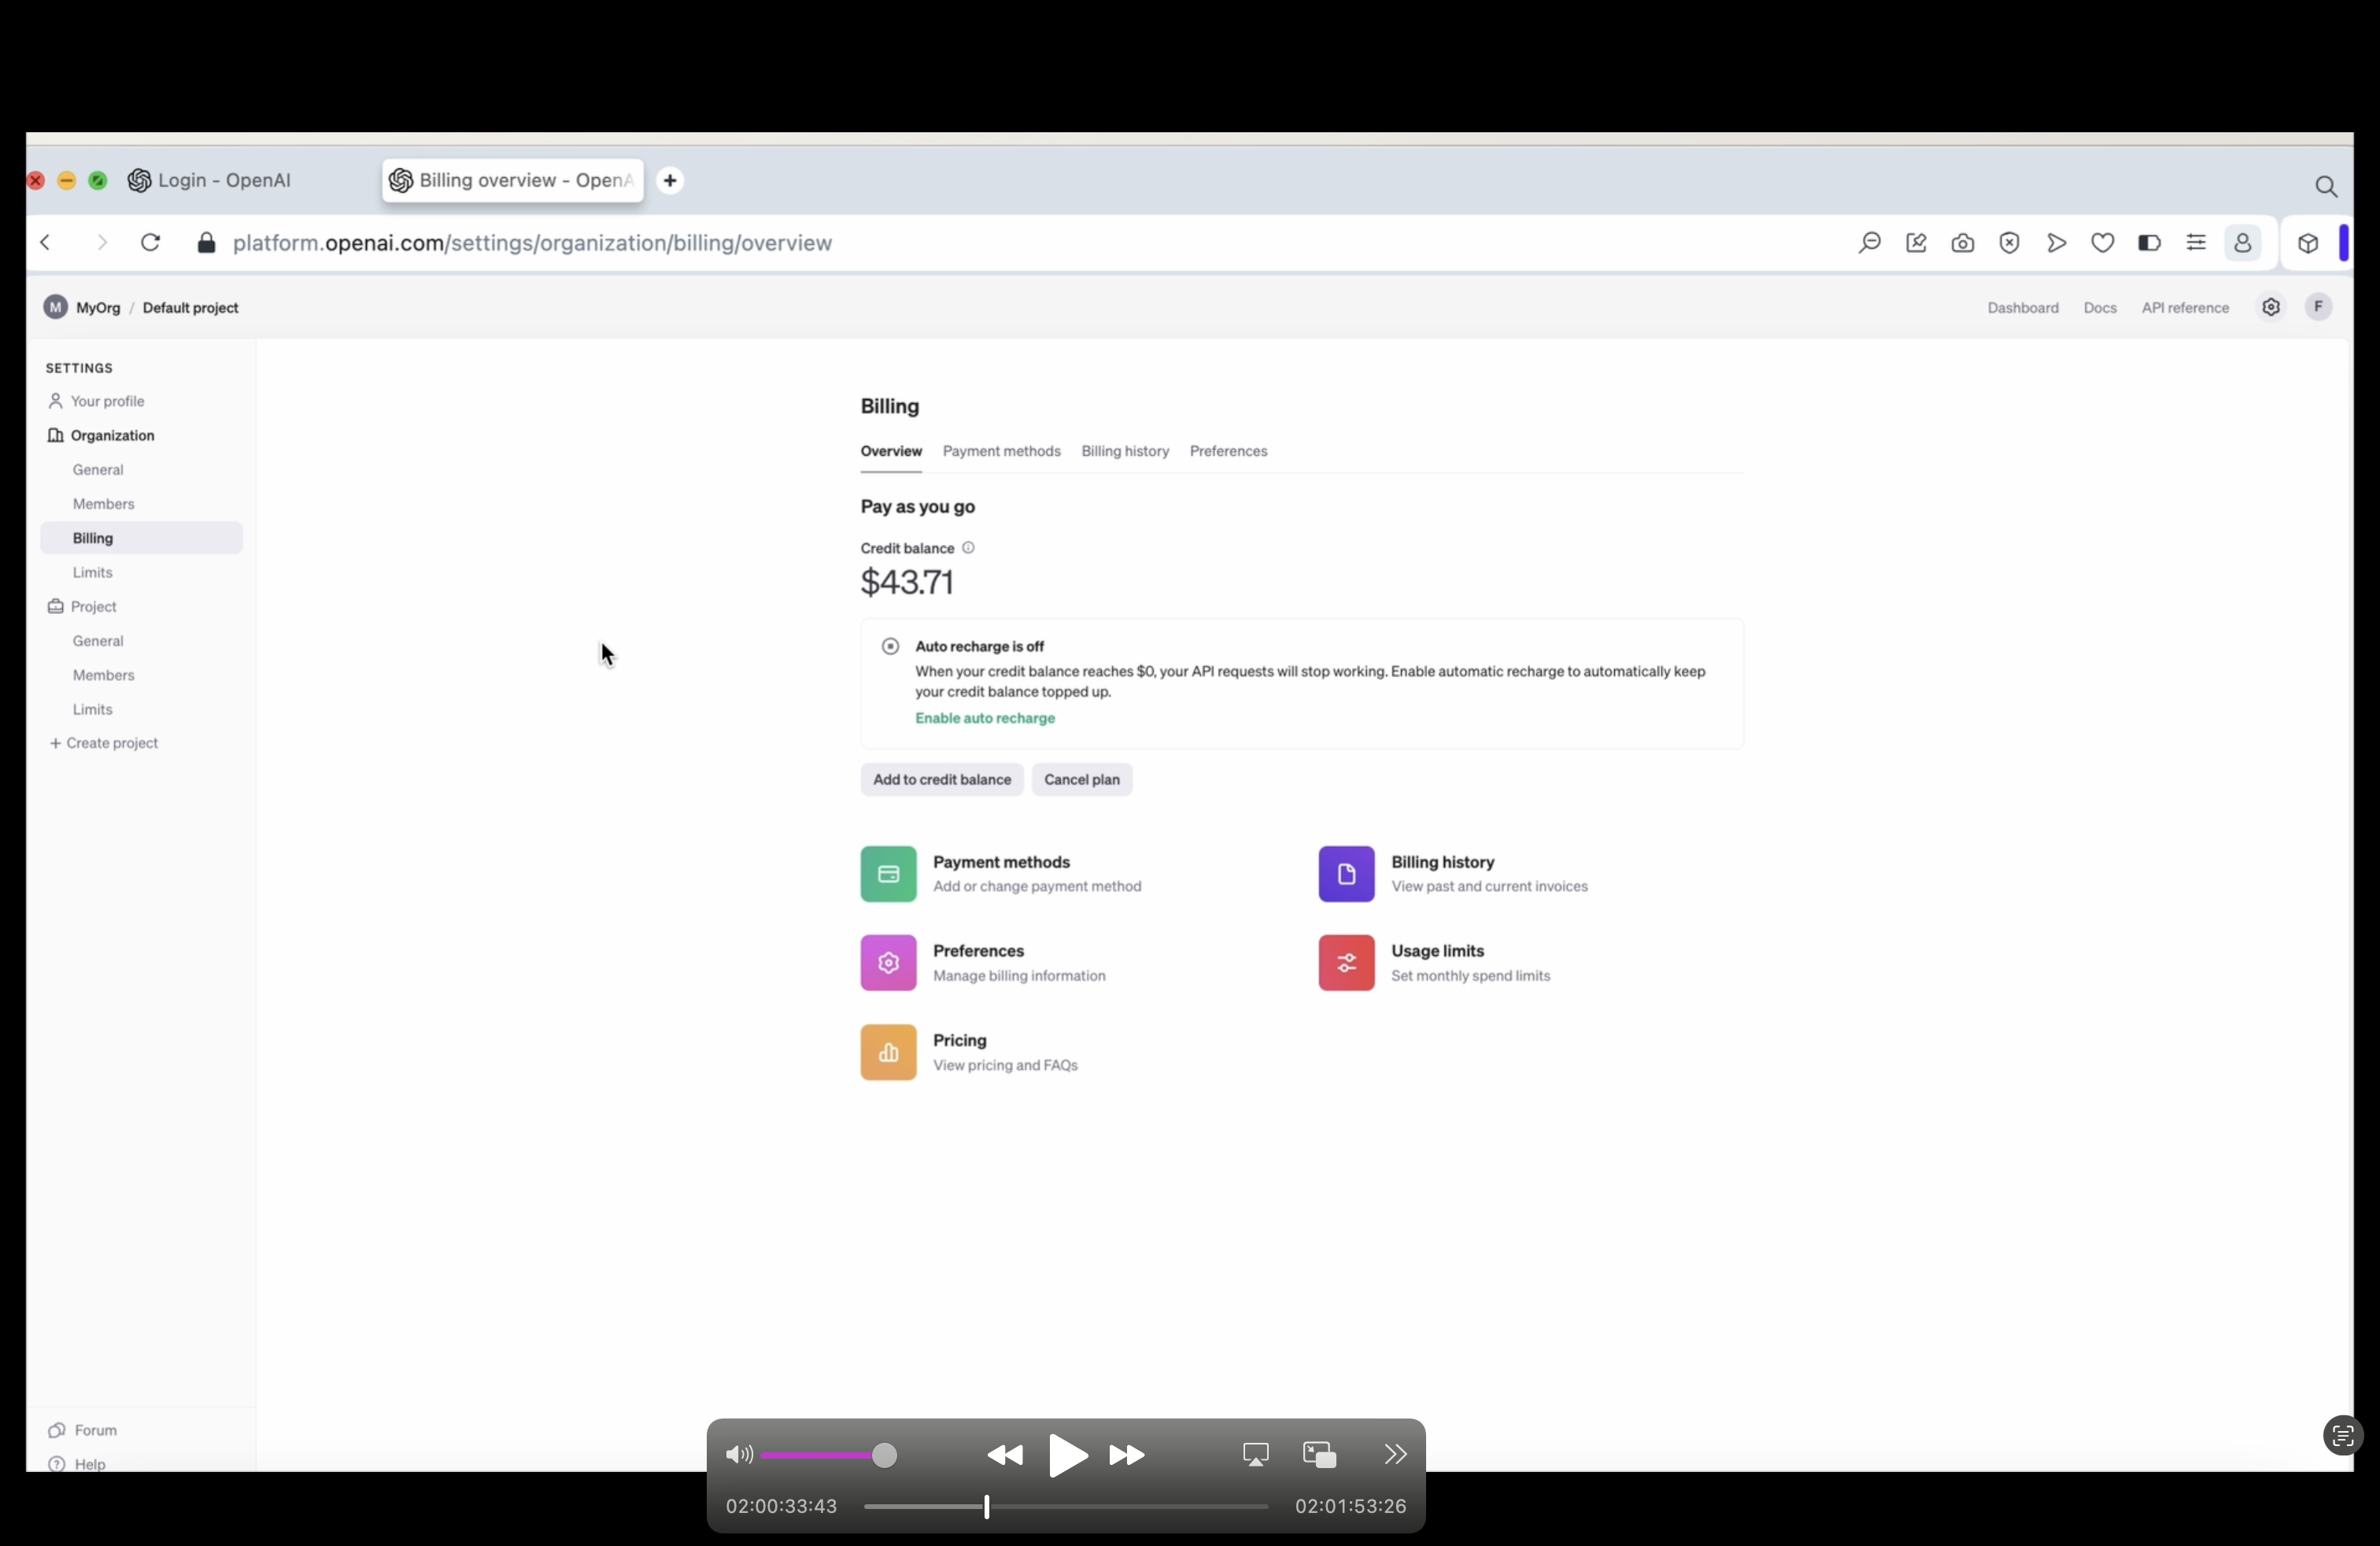 Login - OpenAI
Billing overview - OpenA
platform.openai.com/settings/organization/billing/overview
M MyOrg / Default project
Dashboard
Docs
API reference
F
SETTINGS
Your profile
Organization
General
Members
Billing
Limits
Project
General
Members
Limits
+ Create project
Forum
Help
Billing
Overview
Payment methods
Billing history
Preferences
Pay as you go
Credit balance
$43.71
Auto recharge is off
When your credit balance reaches $0, your API requests will stop working. Enable automatic recharge to automatically keep
your credit balance topped up.
Enable auto recharge
Add to credit balance
Cancel plan
Payment methods
Add or change payment method
Billing history
View past and current invoices
Preferences
Manage billing information
Usage limits
Set monthly spend limits
Pricing
View pricing and FAQs
02:00:33:43
02:01:53:26